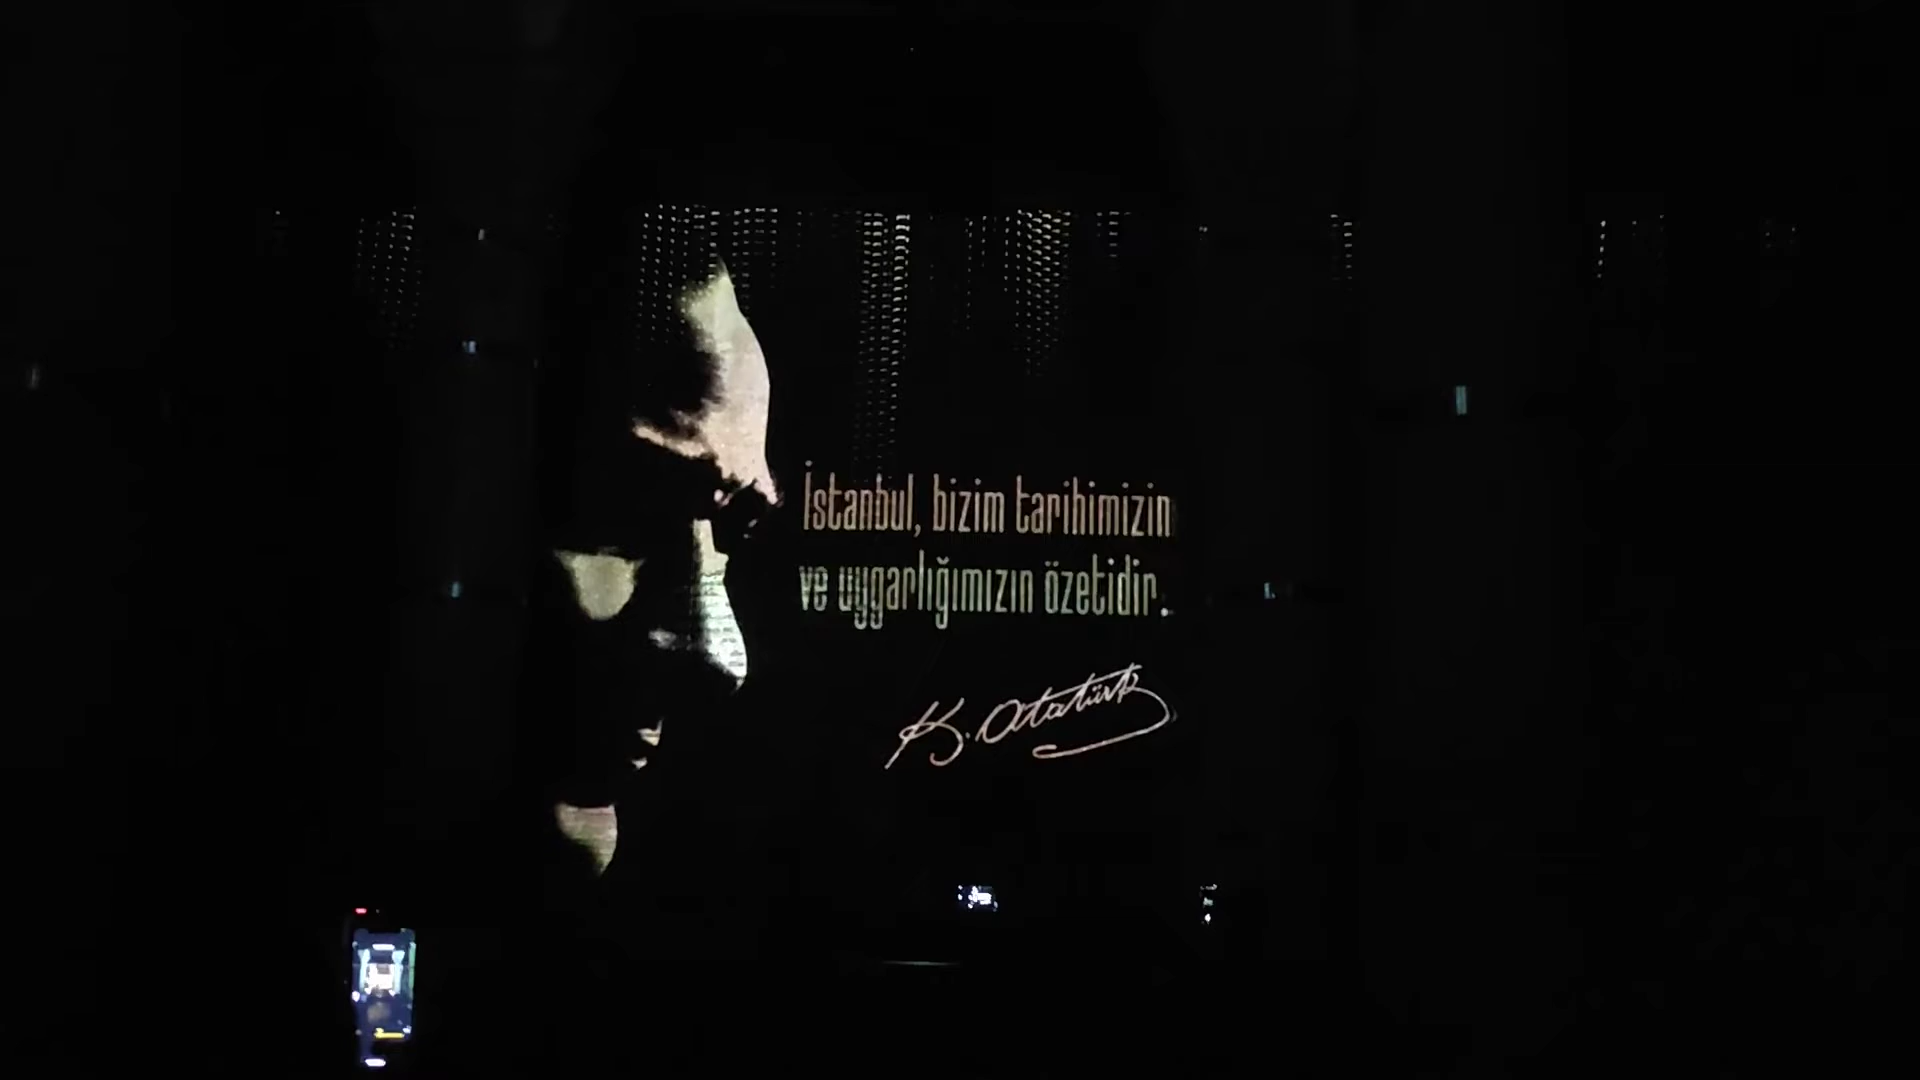 İstanbul, bizim tarihimizin
ve uygarlığımızın özetidir.
K. Atatürk